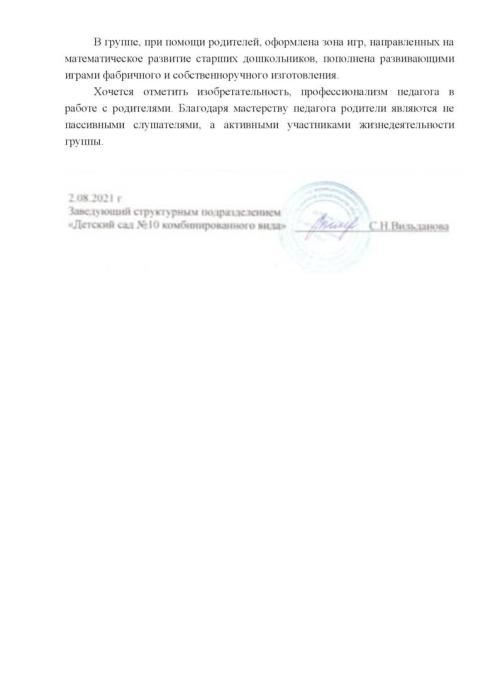 В группе, при помощи родителей, оформлена зона игр, направленных на
математическое развитие старших дошкольников, пополнена развивающими
играми фабричного и собственноручного изготовления.
Хочется отметить изобретательность, профессионализм педагога в
работе с родителями. Благодаря мастерству педагога родители являются не
пассивными слушателями, а активными участниками жизнедеятельности
группы.
2.08.2021 г
Заведующий структурным подразделением
«Детский сад №10 комбинированного вида» С.Н.Вильданова